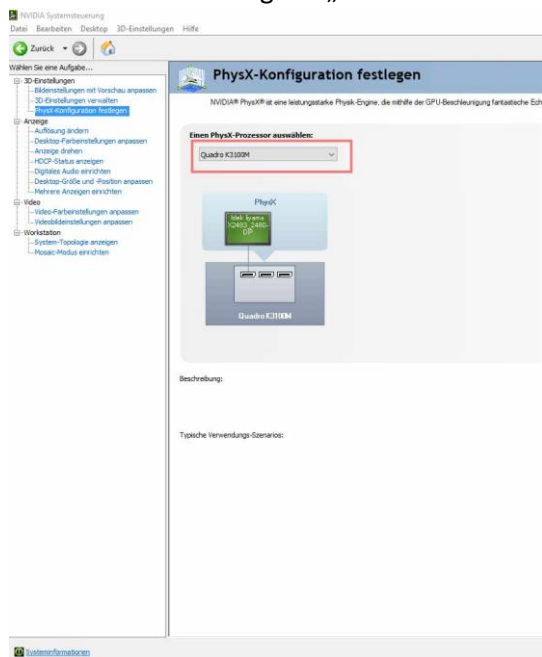 NVIDIA Systemsteuerung
Datei Bearbeiten Desktop 3D-Einstellungen Hilfe
Zurück
Wählen Sie eine Aufgabe...
3D-Einstellungen
Bildeinstellungen mit Vorschau anpassen
3D-Einstellungen verwalten
PhysX-Konfiguration festlegen
Anzeige
Auflösung ändern
Desktop-Farbeinstellungen anpassen
Anzeige drehen
HDCP-Status anzeigen
Digitales Audio einrichten
Desktop-Größe und -Position anpassen
Mehrere Anzeigen einrichten
Video
Video-Farbeinstellungen anpassen
Videobildeinstellungen anpassen
Workstation
System-Topologie anzeigen
Mosaic-Modus einrichten
PhysX-Konfiguration festlegen
NVIDIA® PhysX® ist eine leistungsstarke Physik-Engine, die mithilfe der GPU-Beschleunigung fantastische Ech
Einen PhysX-Prozessor auswählen:
Quadro K3100M
PhysX
Quadro K3100M
Beschreibung:
Typische Verwendungs-Szenarios:
Systeminformationen